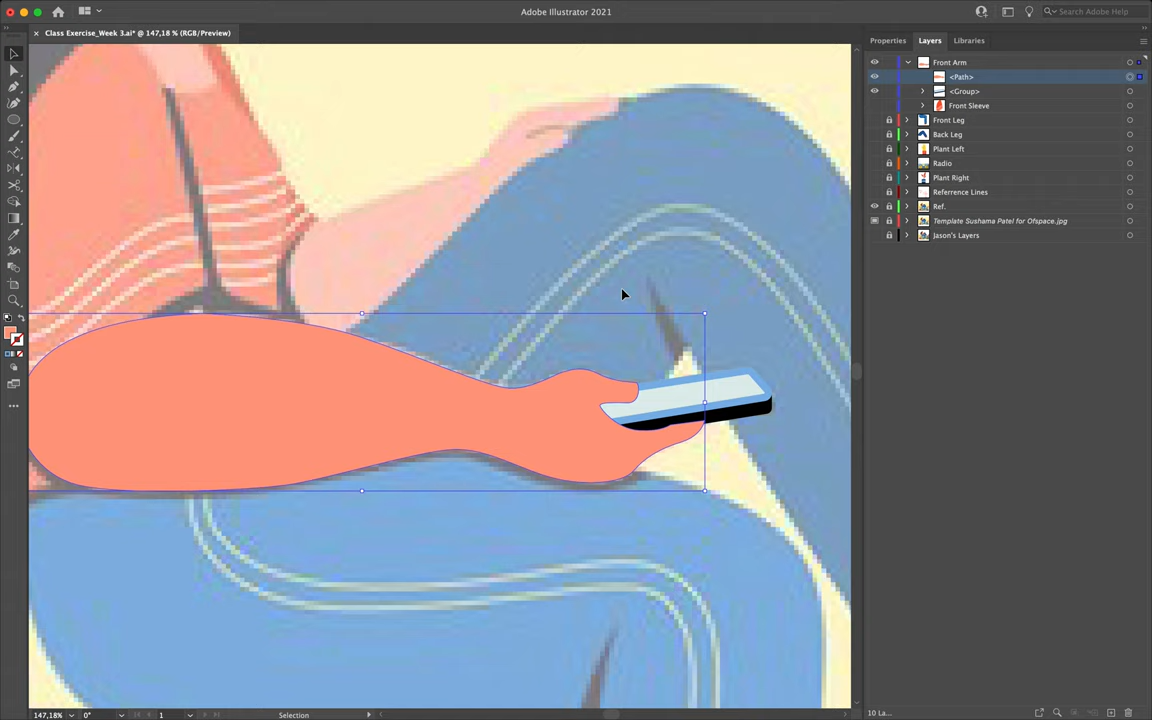 Adobe Illustrator 2021
Search Adobe Help
× Class Exercise_Week 3.ai* @ 147,18 % (RGB/Preview)
Properties
Layers
Libraries
Front Arm
<Path>
<Group>
Front Sleeve
Front Leg
Back Leg
Plant Left
Radio
Plant Right
Referrence Lines
Ref.
Template Sushama Patel for Ofspace.jpg
Jason's Layers
147,18%
0°
1
Selection
10 La...